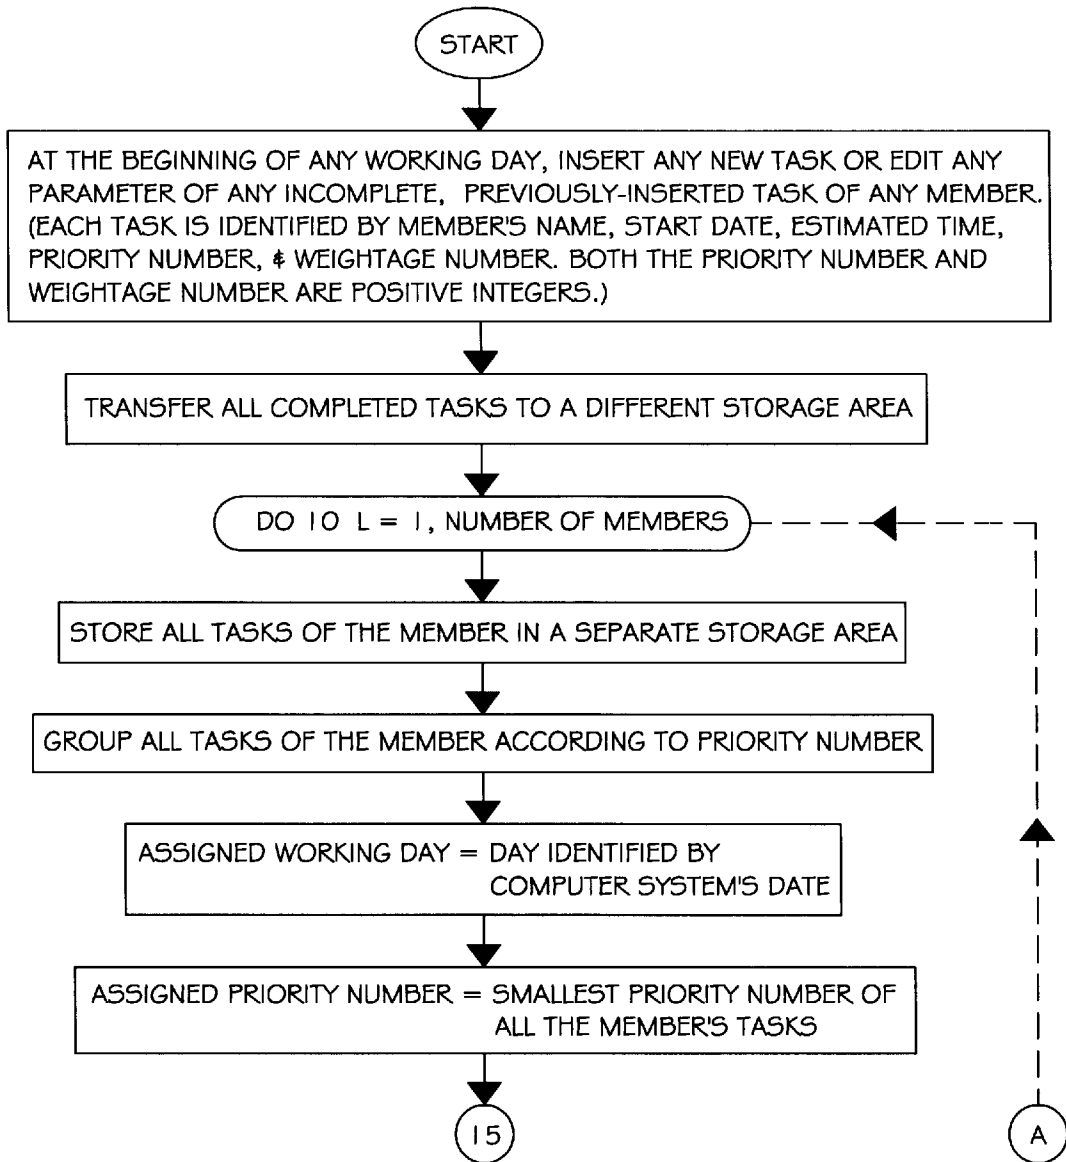 START
AT THE BEGINNING OF ANY WORKING DAY, INSERT ANY NEW TASK OR EDIT ANY
PARAMETER OF ANY INCOMPLETE, PREVIOUSLY-INSERTED TASK OF ANY MEMBER.
(EACH TASK IS IDENTIFIED BY MEMBER'S NAME, START DATE, ESTIMATED TIME,
PRIORITY NUMBER, & WEIGHTAGE NUMBER. BOTH THE PRIORITY NUMBER AND
WEIGHTAGE NUMBER ARE POSITIVE INTEGERS.)
TRANSFER ALL COMPLETED TASKS TO A DIFFERENT STORAGE AREA
DO 10 L = 1, NUMBER OF MEMBERS
STORE ALL TASKS OF THE MEMBER IN A SEPARATE STORAGE AREA
GROUP ALL TASKS OF THE MEMBER ACCORDING TO PRIORITY NUMBER
ASSIGNED WORKING DAY = DAY IDENTIFIED BY
COMPUTER SYSTEM'S DATE
ASSIGNED PRIORITY NUMBER = SMALLEST PRIORITY NUMBER OF
ALL THE MEMBER'S TASKS
15
A